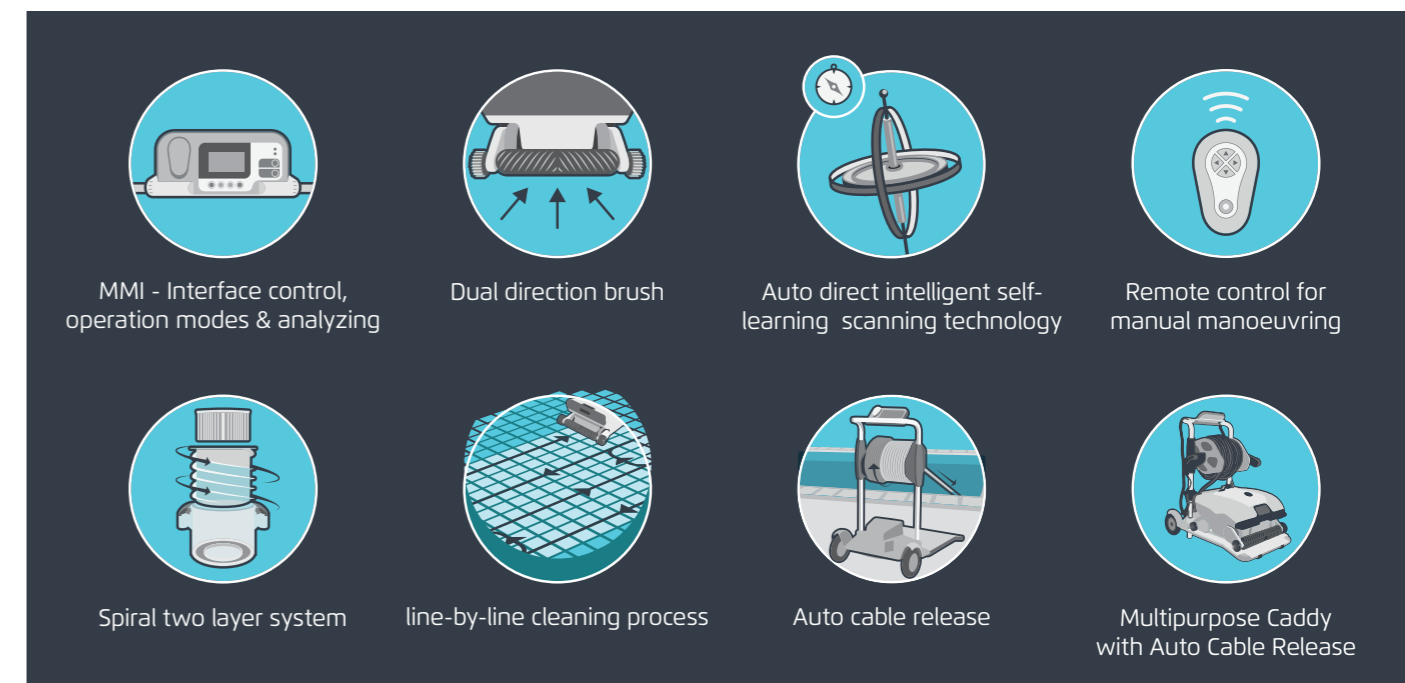 MMI - Interface control,
operation modes & analyzing
Dual direction brush
Auto direct intelligent self-
learning  scanning technology
Remote control for
manual manoeuvring
Spiral two layer system
line-by-line cleaning process
Auto cable release
Multipurpose Caddy
with Auto Cable Release